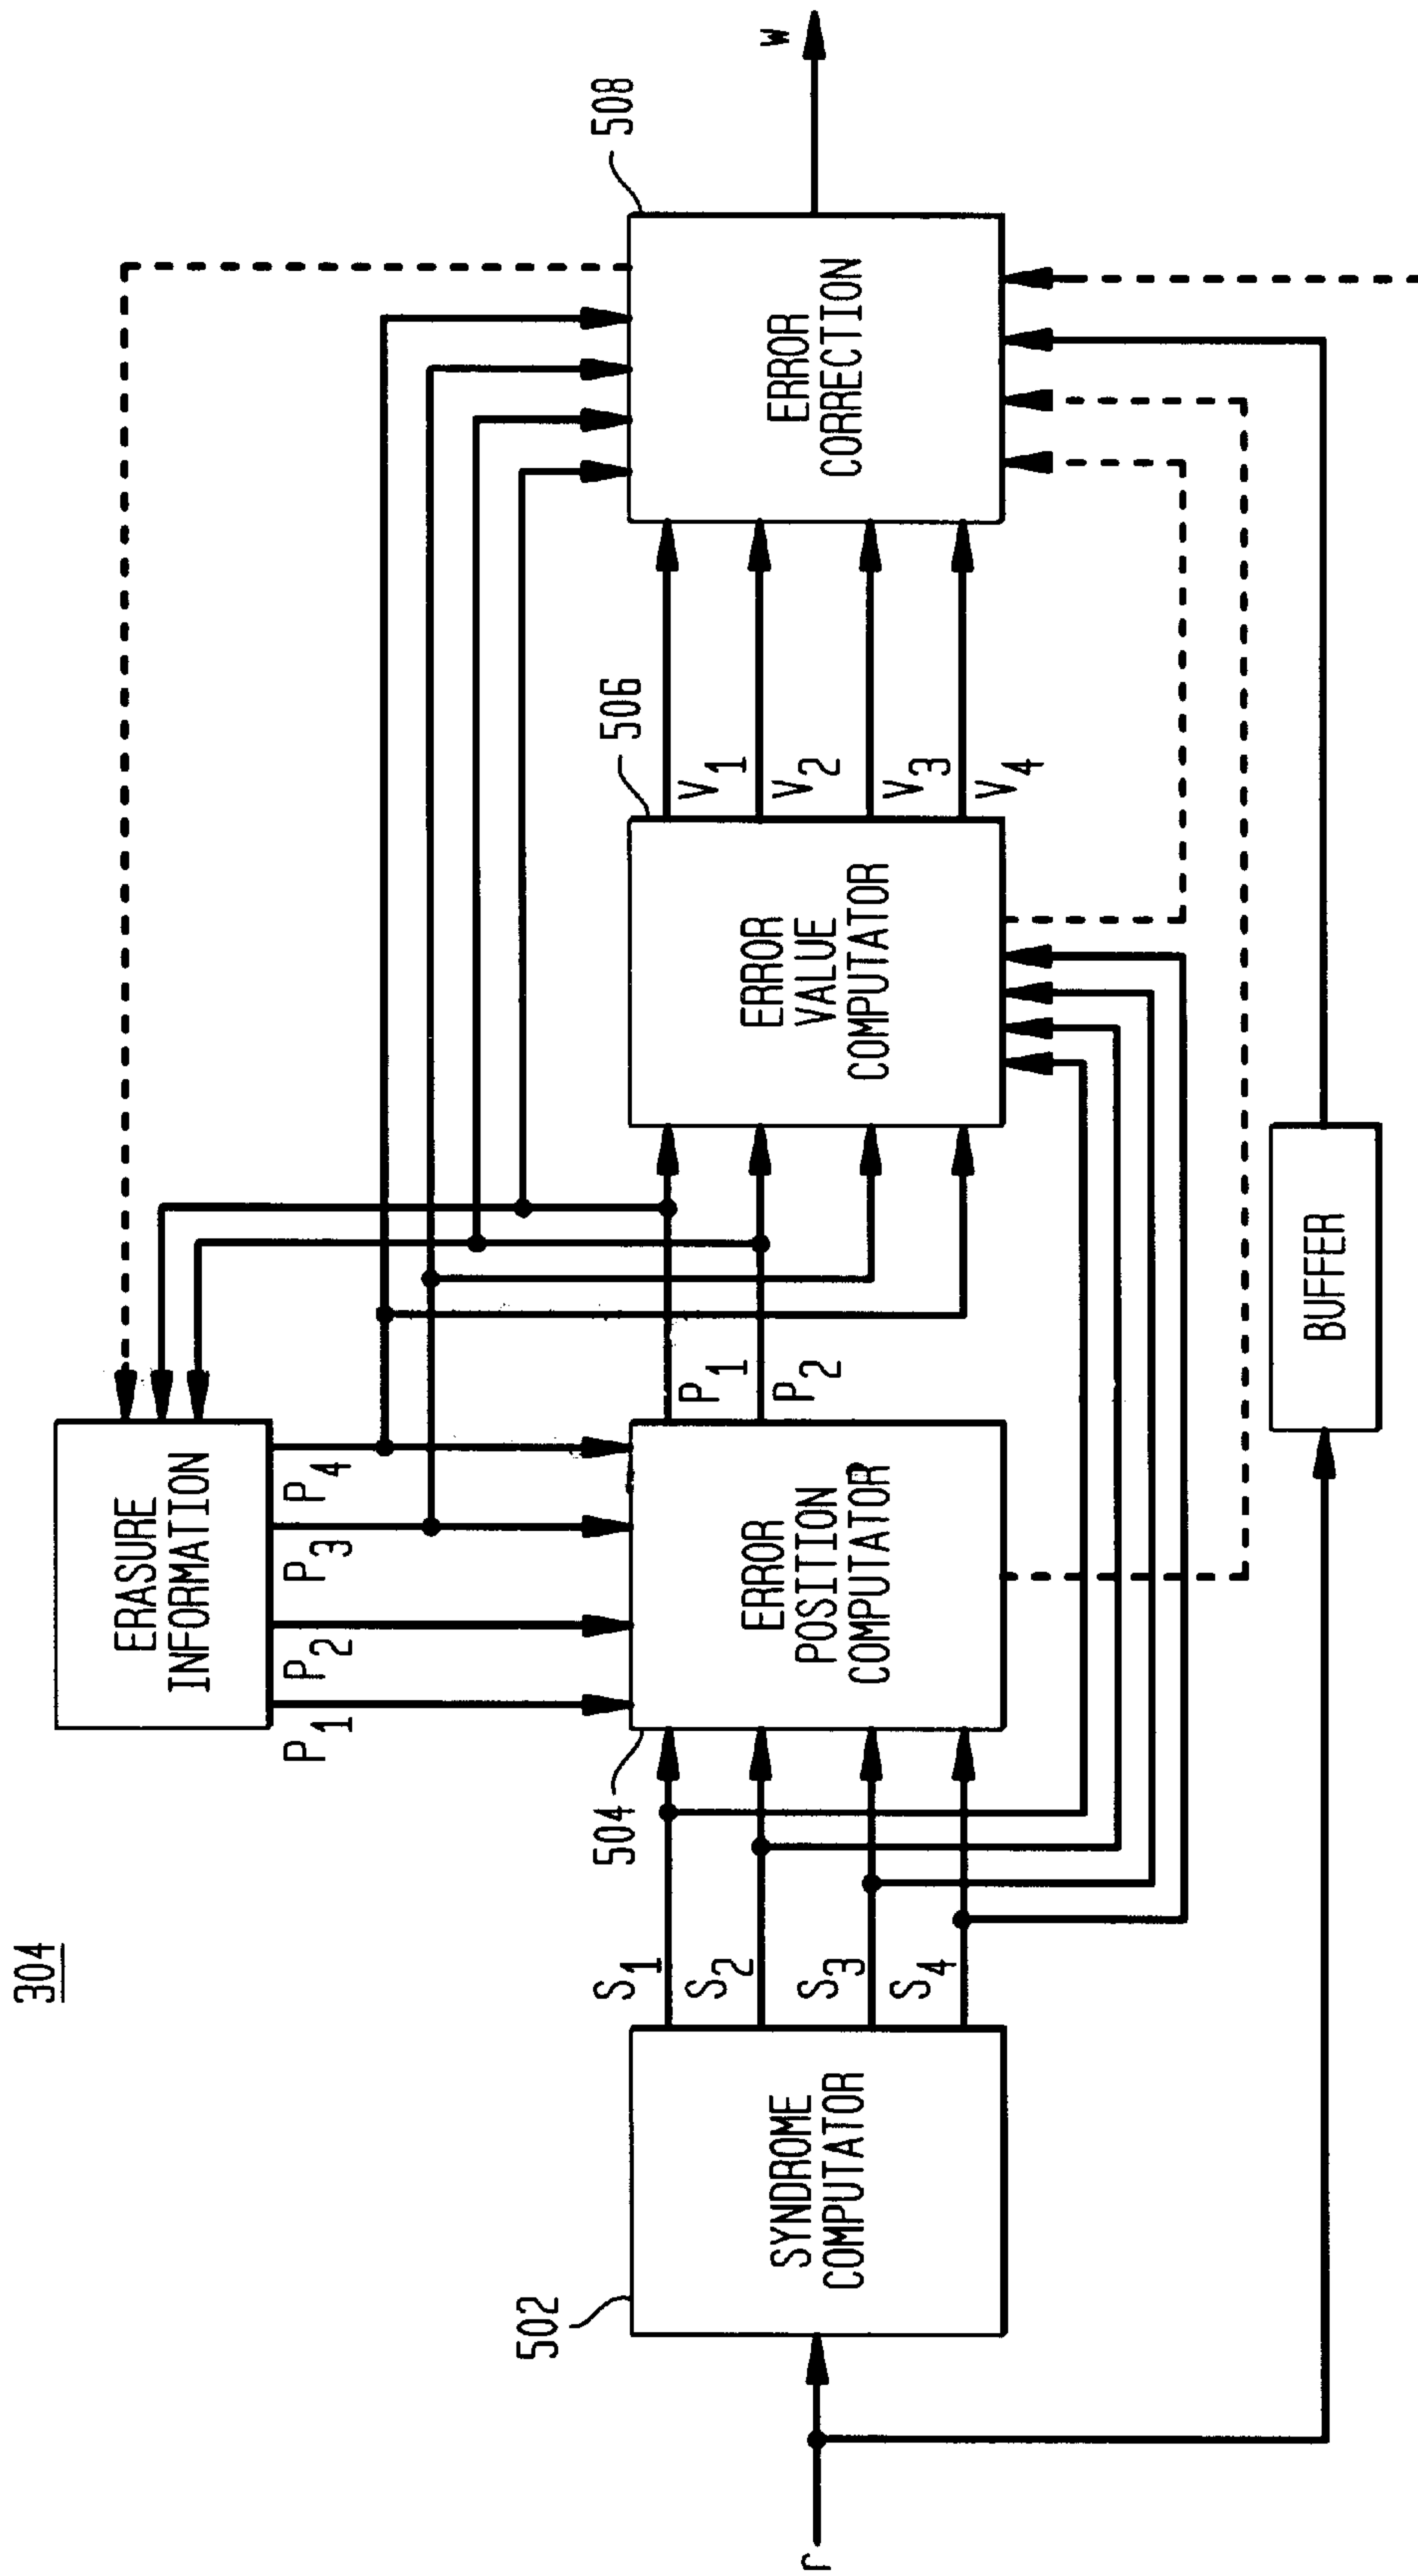 304
ERASURE
INFORMATION
P1
P2
P3
P4
508
w
ERROR
CORRECTION
506
ERROR
VALUE
COMPUTATOR
V1
V2
V3
V4
504
ERROR
POSITION
COMPUTATOR
P1
P2
502
SYNDROME
COMPUTATOR
S1
S2
S3
S4
r
BUFFER